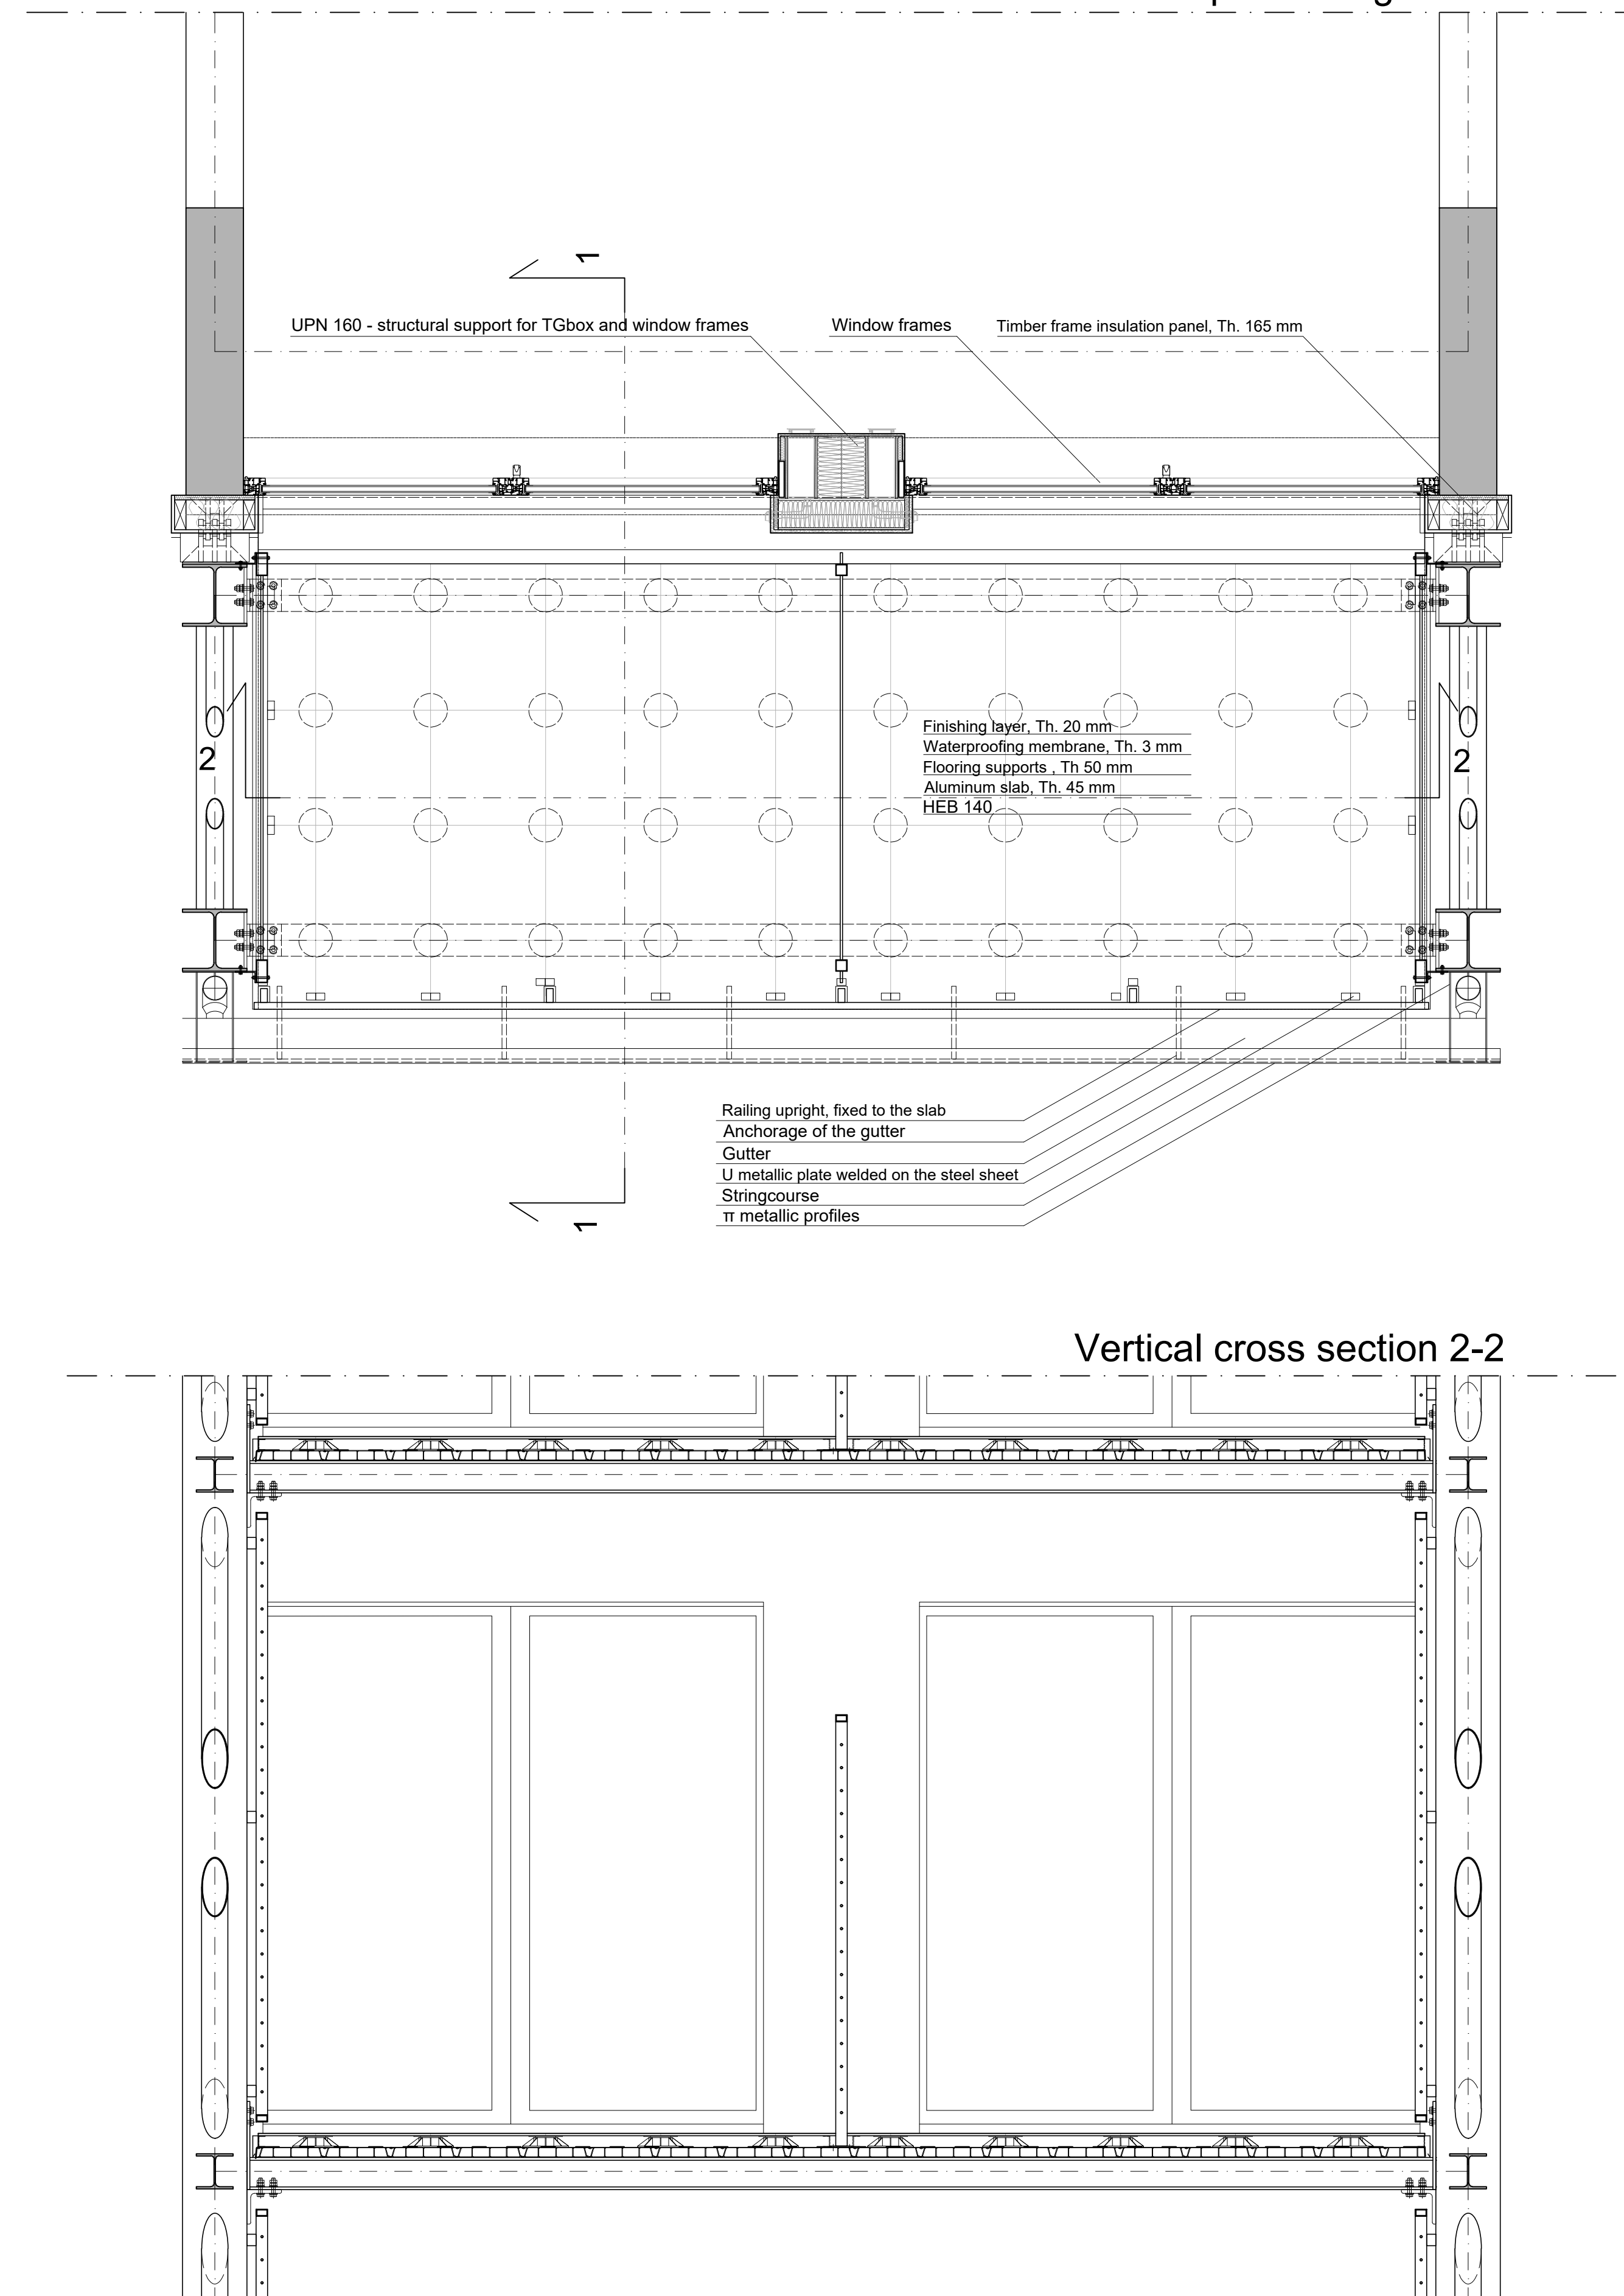 1
UPN 160 - structural support for TGbox and window frames
Window frames
Timber frame insulation panel, Th. 165 mm
Finishing layer, Th. 20 mm
Waterproofing membrane, Th. 3 mm
Flooring supports , Th 50 mm
Aluminum slab, Th. 45 mm
HEB 140
2
2
Railing upright, fixed to the slab
Anchorage of the gutter
Gutter
U metallic plate welded on the steel sheet
Stringcourse
π metallic profiles
1
Vertical cross section 2-2